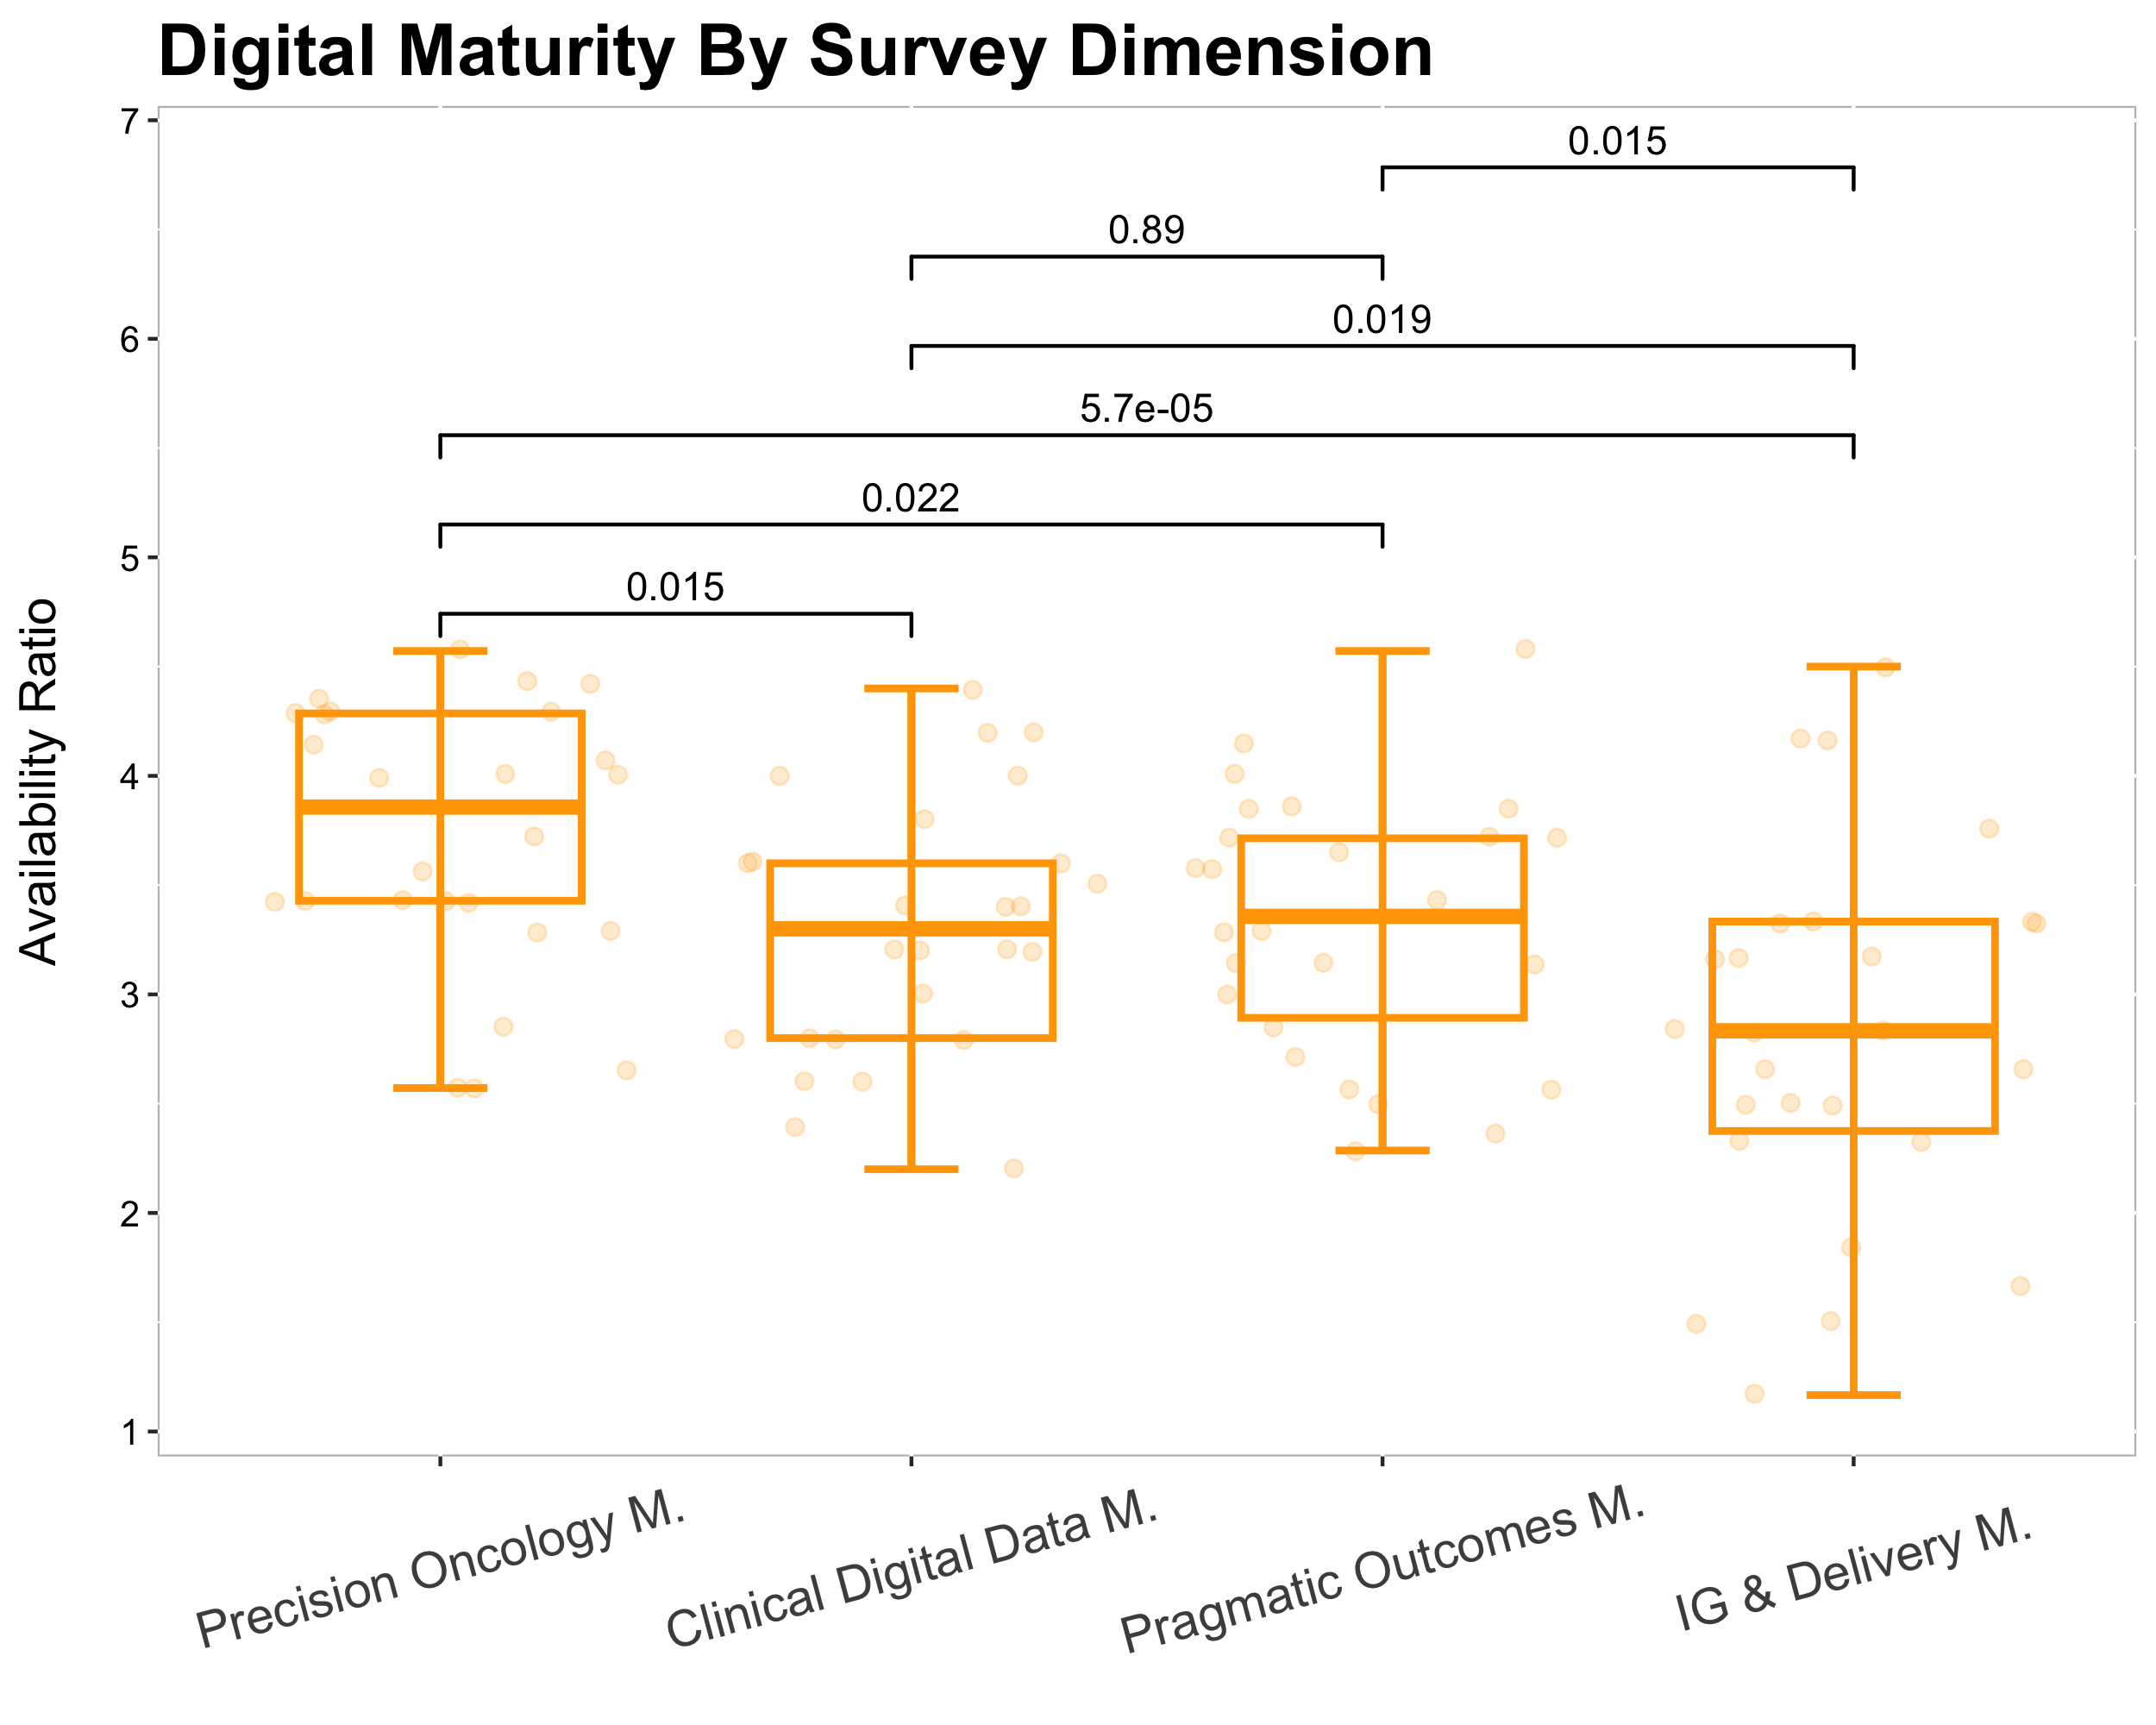 Digital Maturity By Survey Dimension
7
0.015
0.89
6
0.019
5.7e-05
0.022
5
0.015
Availability Ratio
4
3
2
1
Precision Oncology M.
Clinical Digital Data M.
Pragmatic Outcomes M.
IG & Delivery M.